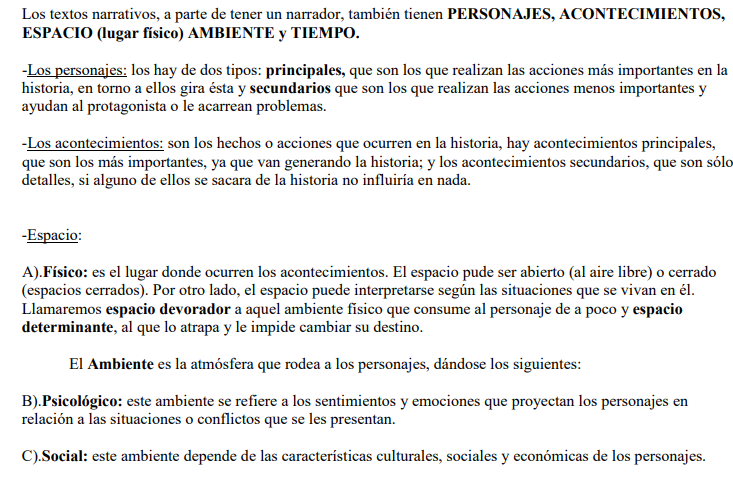 Los textos narrativos, a parte de tener un narrador, también tienen PERSONAJES, ACONTECIMIENTOS,
ESPACIO (lugar físico) AMBIENTE y TIEMPO.
-Los personajes: los hay de dos tipos: principales, que son los que realizan las acciones más importantes en la
historia, en torno a ellos gira ésta y secundarios que son los que realizan las acciones menos importantes y
ayudan al protagonista o le acarrean problemas.
-Los acontecimientos: son los hechos o acciones que ocurren en la historia, hay acontecimientos principales,
que son los más importantes, ya que van generando la historia; y los acontecimientos secundarios, que son sólo
detalles, si alguno de ellos se sacara de la historia no influiría en nada.
-Espacio:
A).Físico: es el lugar donde ocurren los acontecimientos. El espacio pude ser abierto (al aire libre) o cerrado
(espacios cerrados). Por otro lado, el espacio puede interpretarse según las situaciones que se vivan en él.
Llamaremos espacio devorador a aquel ambiente físico que consume al personaje de a poco y espacio
determinante, al que lo atrapa y le impide cambiar su destino.
El Ambiente es la atmósfera que rodea a los personajes, dándose los siguientes:
B).Psicológico: este ambiente se refiere a los sentimientos y emociones que proyectan los personajes en
relación a las situaciones o conflictos que se les presentan.
C).Social: este ambiente depende de las características culturales, sociales y económicas de los personajes.